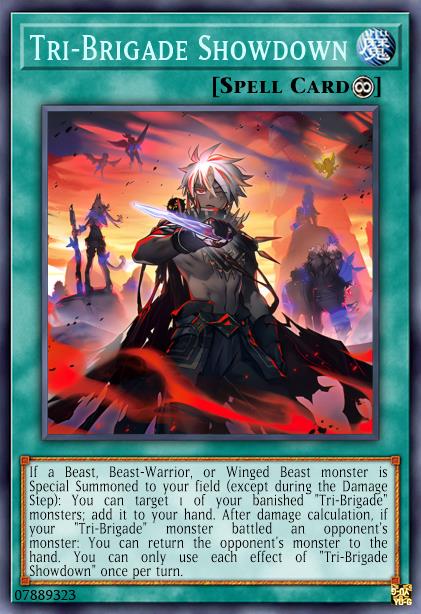 Tri-Brigade Showdown
魔
[Spell Card]
If a Beast, Beast-Warrior, or Winged Beast monster is
Special Summoned to your field (except during the Damage
Step): You can target 1 of your banished "Tri-Brigade"
monsters; add it to your hand. After damage calculation, if
your "Tri-Brigade" monster battled an opponent's
monster: You can return the opponent's monster to the
hand. You can only use each effect of "Tri-Brigade
Showdown" once per turn.
07889323